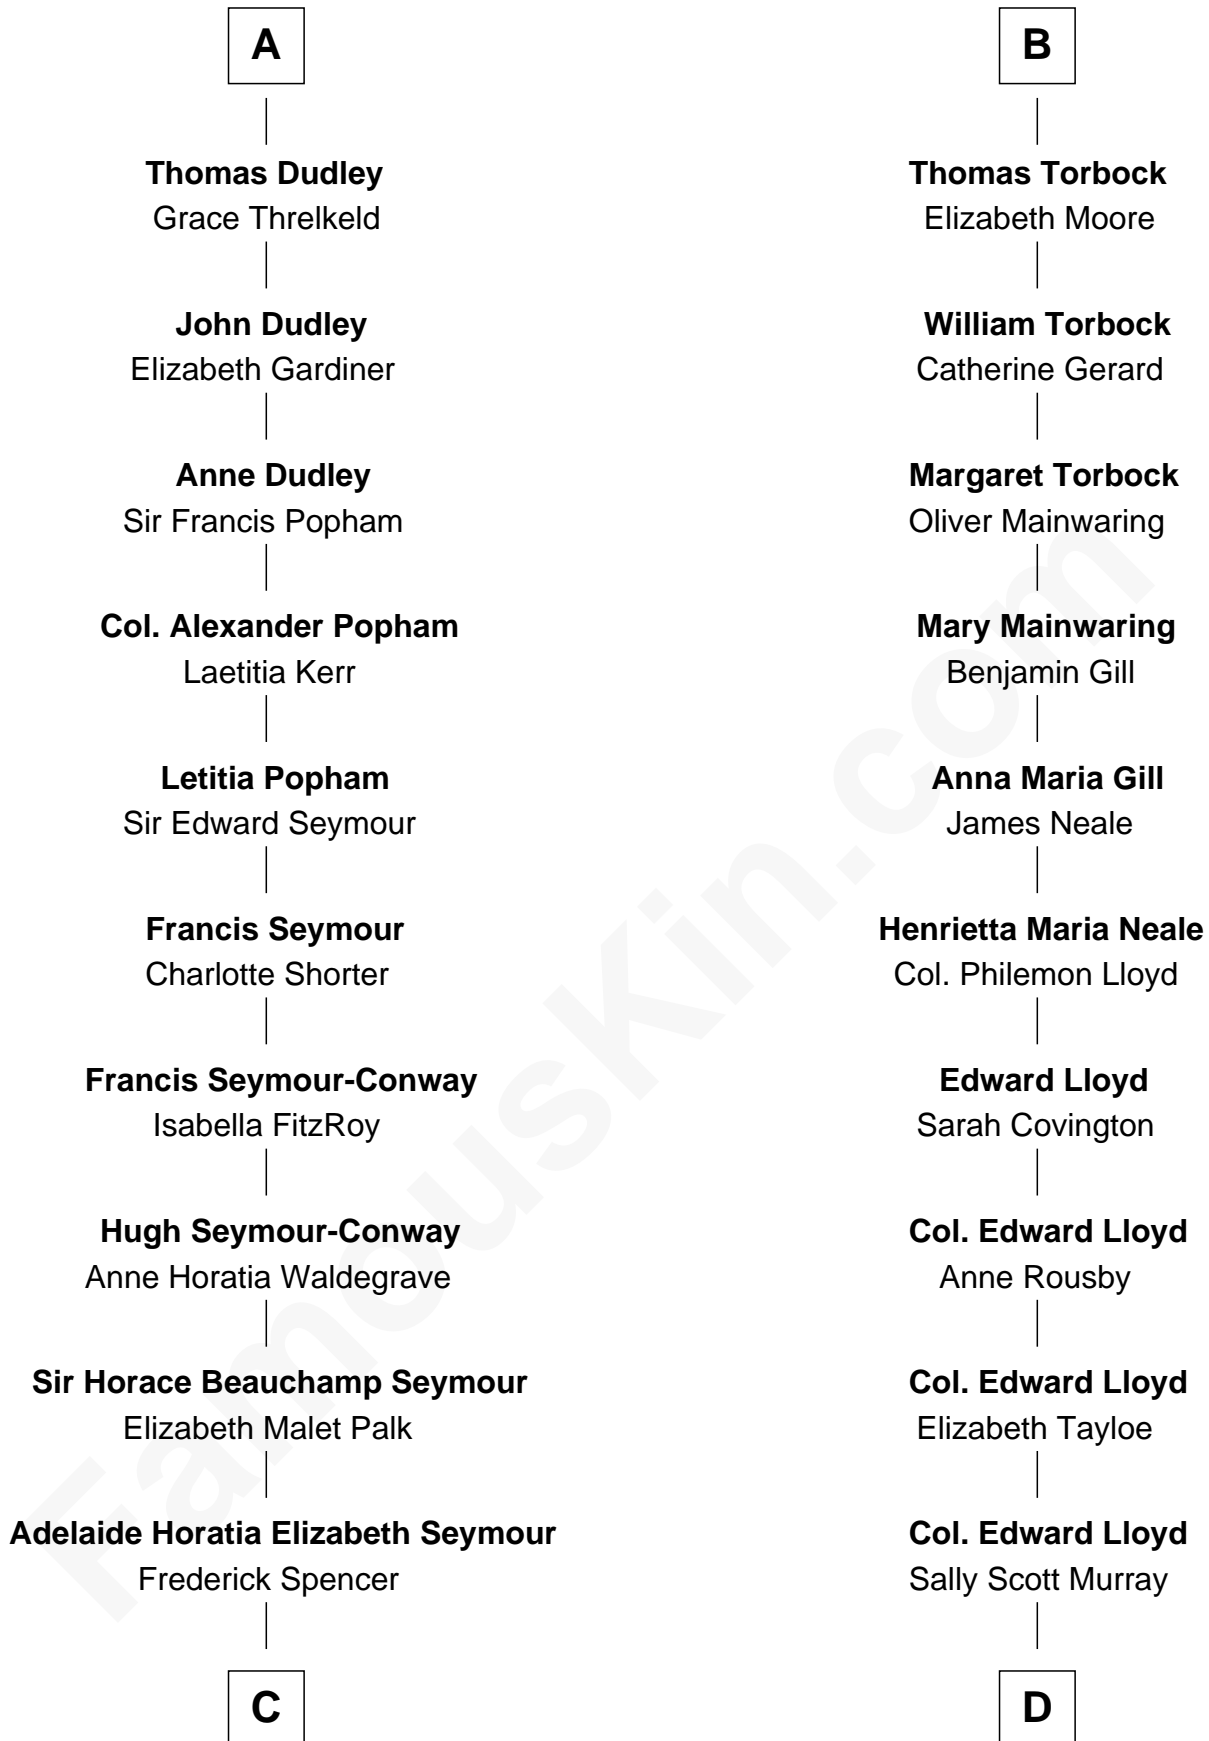 A
Thomas Dudley
Grace Threlkeld
John Dudley
Elizabeth Gardiner
Anne Dudley
Sir Francis Popham
Col. Alexander Popham
Laetitia Kerr
Letitia Popham
Sir Edward Seymour
Francis Seymour
Charlotte Shorter
Francis Seymour-Conway
Isabella FitzRoy
Hugh Seymour-Conway
Anne Horatia Waldegrave
Sir Horace Beauchamp Seymour
Elizabeth Malet Palk
Adelaide Horatia Elizabeth Seymour
Frederick Spencer
C
B
Thomas Torbock
Elizabeth Moore
William Torbock
Catherine Gerard
Margaret Torbock
Oliver Mainwaring
Mary Mainwaring
Benjamin Gill
Anna Maria Gill
James Neale
Henrietta Maria Neale
Col. Philemon Lloyd
Edward Lloyd
Sarah Covington
Col. Edward Lloyd
Anne Rousby
Col. Edward Lloyd
Elizabeth Tayloe
Col. Edward Lloyd
Sally Scott Murray
D
FamousKin.com